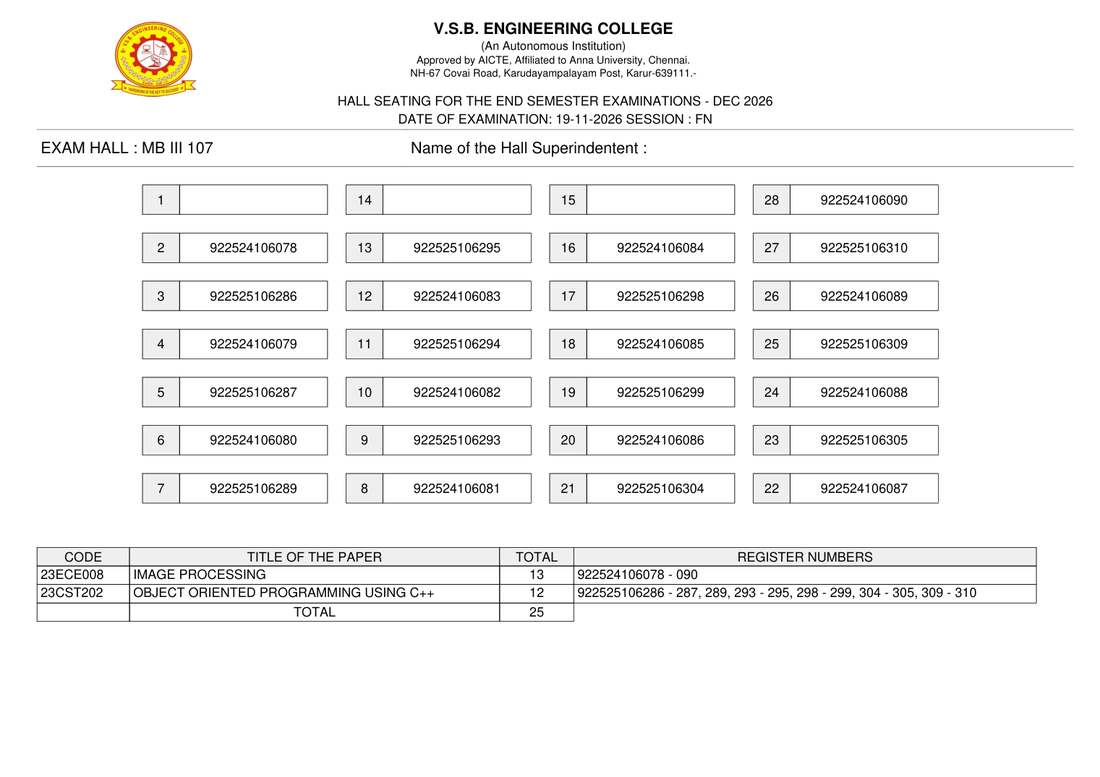 V.S.B. ENGINEERING COLLEGE
(An Autonomous Institution)
Approved by AICTE, Affiliated to Anna University, Chennai.
NH-67 Covai Road, Karudayampalayam Post, Karur-639111.-
HALL SEATING FOR THE END SEMESTER EXAMINATIONS - DEC 2026
DATE OF EXAMINATION: 19-11-2026 SESSION : FN
EXAM HALL : MB III 107 Name of the Hall Superindentent :
1 14 15 28 922524106090
2 922524106078 13 922525106295 16 922524106084 27 922525106310
3 922525106286 12 922524106083 17 922525106298 26 922524106089
4 922524106079 11 922525106294 18 922524106085 25 922525106309
5 922525106287 10 922524106082 19 922525106299 24 922524106088
6 922524106080 9 922525106293 20 922524106086 23 922525106305
7 922525106289 8 922524106081 21 922525106304 22 922524106087
CODE TITLE OF THE PAPER TOTAL REGISTER NUMBERS
23ECE008 IMAGE PROCESSING 13 922524106078 - 090
23CST202 OBJECT ORIENTED PROGRAMMING USING C++ 12 922525106286 - 287, 289, 293 - 295, 298 - 299, 304 - 305, 309 - 310
TOTAL 25